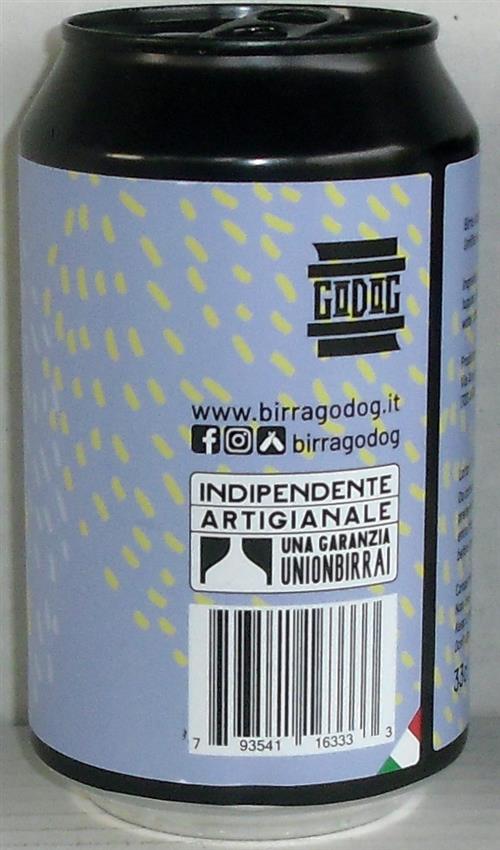 GODOG
www.birragodog.it
birragodog
INDIPENDENTE
ARTIGIANALE
UNA GARANZIA
UNIONBIRRAI
7 93541 16333 3